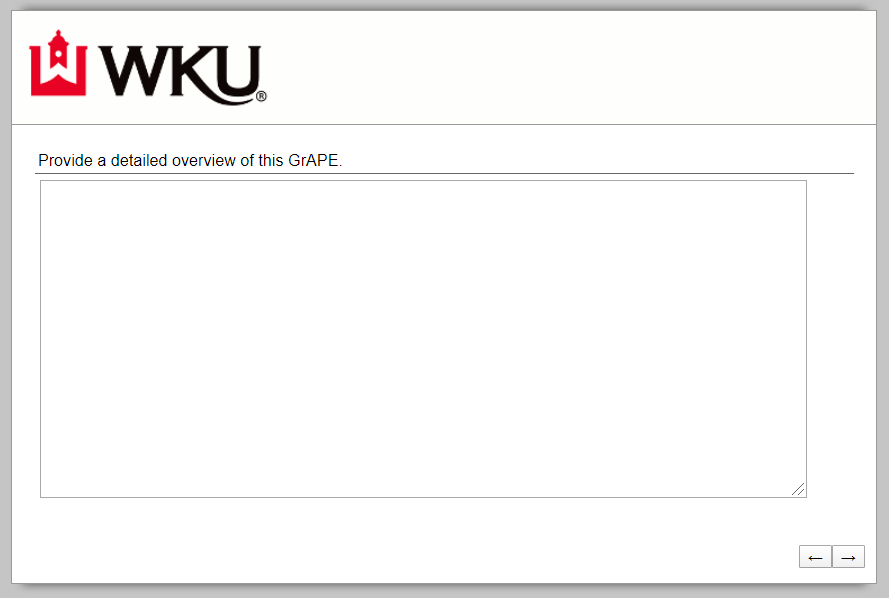 WKU®
Provide a detailed overview of this GrAPE.
← →